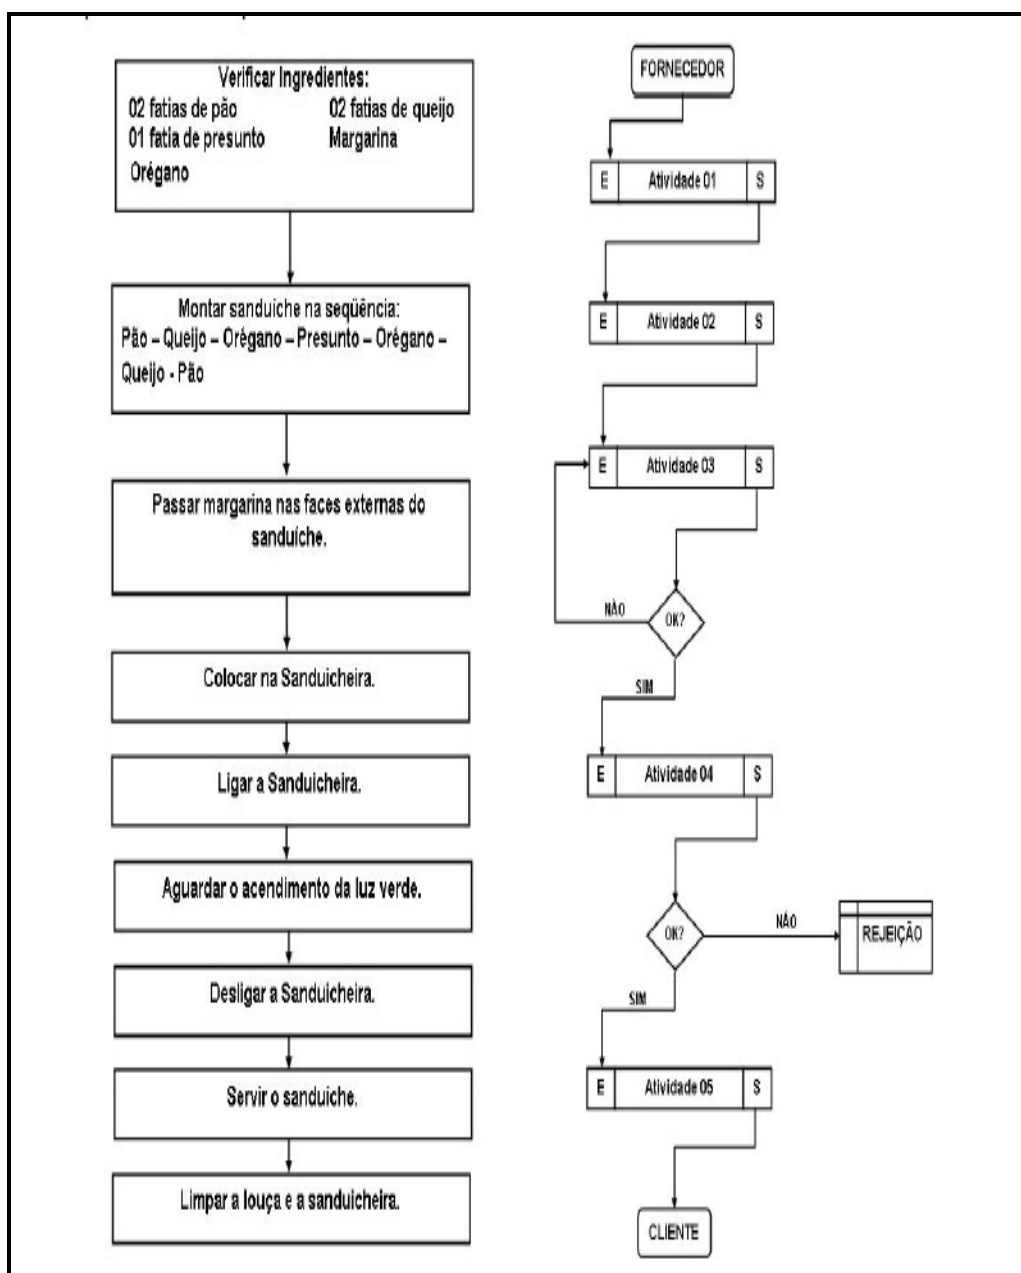 Verificar Ingredientes:
02 fatias de pão 02 fatias de queijo
01 fatia de presunto Margarina
Orégano
Montar sanduiche na seqüência:
Pão – Queijo – Orégano – Presunto – Orégano –
Queijo - Pão
Passar margarina nas faces externas do
sanduíche.
Colocar na Sanduicheira.
Ligar a Sanduicheira.
Aguardar o acendimento da luz verde.
Desligar a Sanduicheira.
Servir o sanduiche.
Limpar a louça e a sanduicheira.
FORNECEDOR
E Atividade 01 S
E Atividade 02 S
E Atividade 03 S
OK?
NÃO
SIM
E Atividade 04 S
OK?
NÃO
REJEIÇÃO
SIM
E Atividade 05 S
CLIENTE